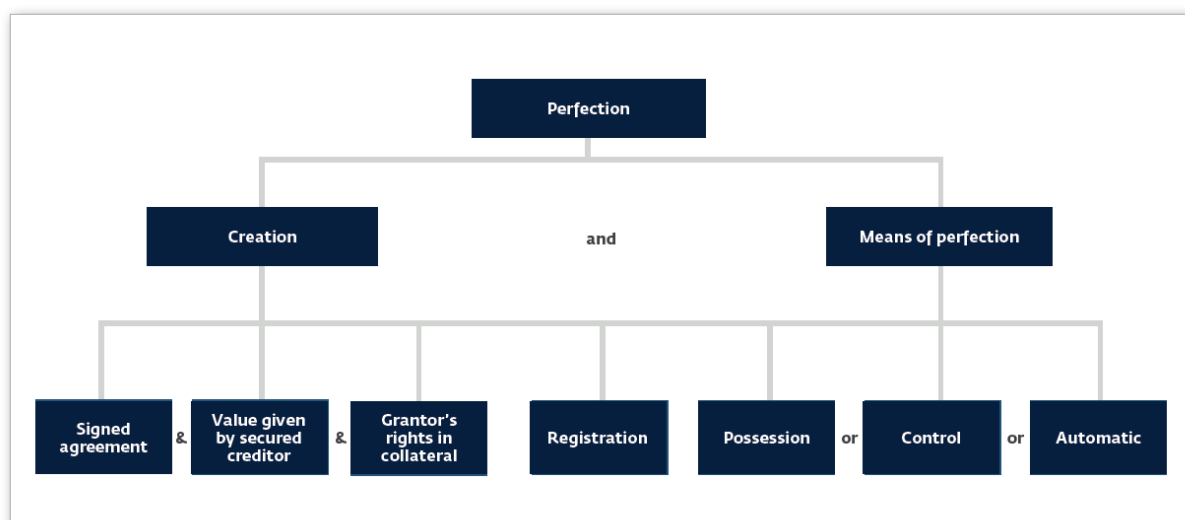 Perfection
Creation
and
Means of perfection
Signed
agreement
&
Value given
by secured
creditor
&
Grantor's
rights in
collateral
Registration
Possession
or
Control
or
Automatic